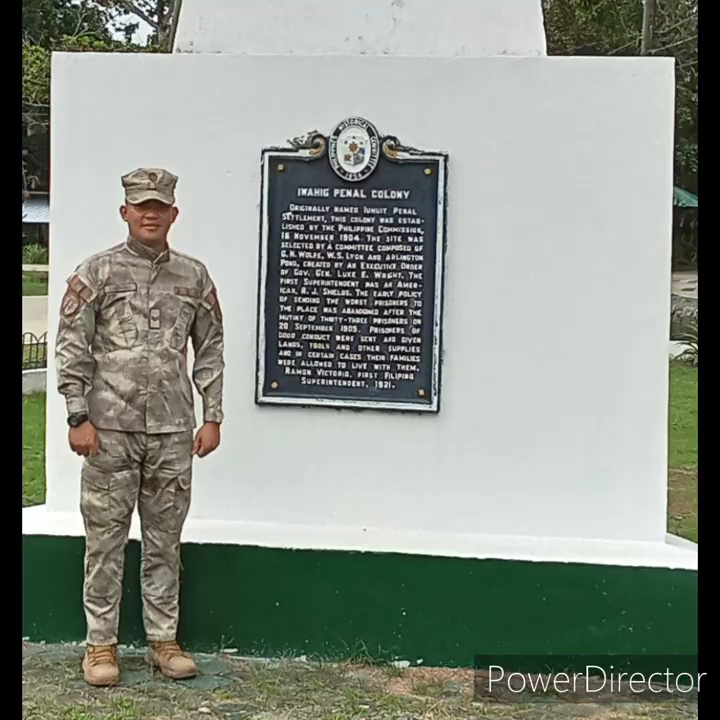 PHILIPPINES HISTORICAL COMMITTEE
IWAHIG PENAL COLONY
ORIGINALLY NAMED IUHUIT PENAL
SETTLEMENT, THIS COLONY WAS ESTAB-
LISHED BY THE PHILIPPINE COMMISSION,
16 NOVEMBER 1904. THE SITE WAS
SELECTED BY A COMMITTEE COMPOSED OF
G.N. WOLFE, W.S. LYON AND ARLINGTON
POND, CREATED BY AN EXECUTIVE ORDER
OF GOV. GEN. LUKE E. WRIGHT. THE
FIRST SUPERINTENDENT WAS AN AMER-
ICAN, R. J. SHIELDS. THE EARLY POLICY
OF SENDING THE WORST PRISONERS TO
THE PLACE WAS ABANDONED AFTER THE
MUTINY OF THIRTY-THREE PRISONERS ON
20 SEPTEMBER 1905. PRISONERS OF
GOOD CONDUCT WERE SENT AND GIVEN
LANDS, TOOLS AND OTHER SUPPLIES
AND IN CERTAIN CASES THEIR FAMILIES
WERE ALLOWED TO LIVE WITH THEM.
RAMON VICTORIO, FIRST FILIPINO
SUPERINTENDENT, 1921.
PowerDirector